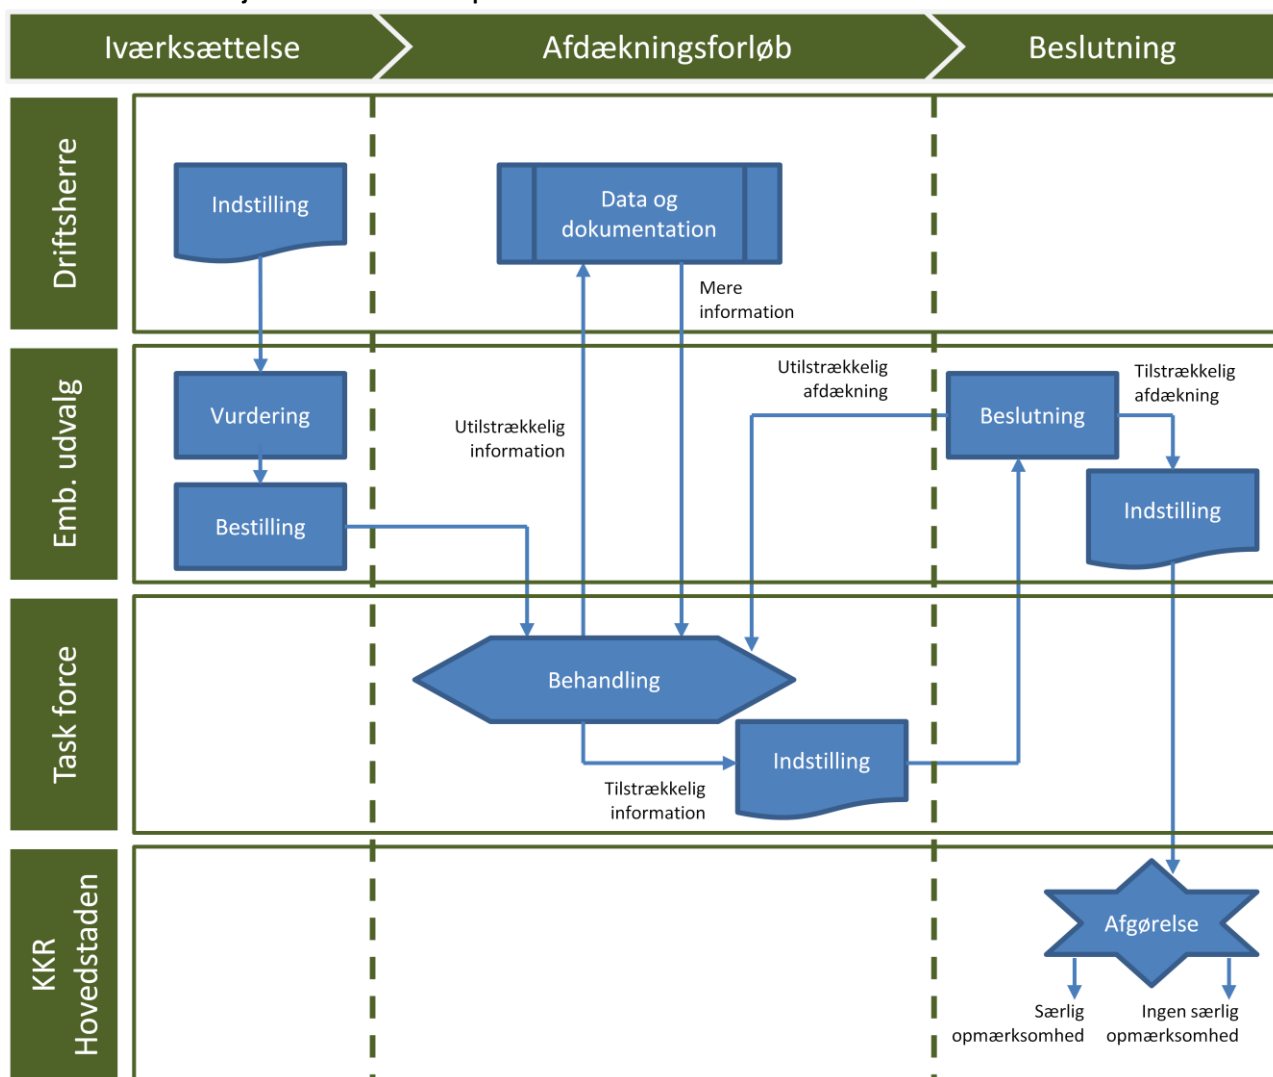 Iværksættelse
Afdækningsforløb
Beslutning
Driftsherre
Indstilling
Data og
dokumentation
Mere
information
Emb. udvalg
Vurdering
Bestilling
Utilstrækkelig
information
Utilstrækkelig
afdækning
Beslutning
Tilstrækkelig
afdækning
Indstilling
Task force
Behandling
Tilstrækkelig
information
Indstilling
KKR
Hovedstaden
Afgørelse
Særlig
opmærksomhed
Ingen særlig
opmærksomhed